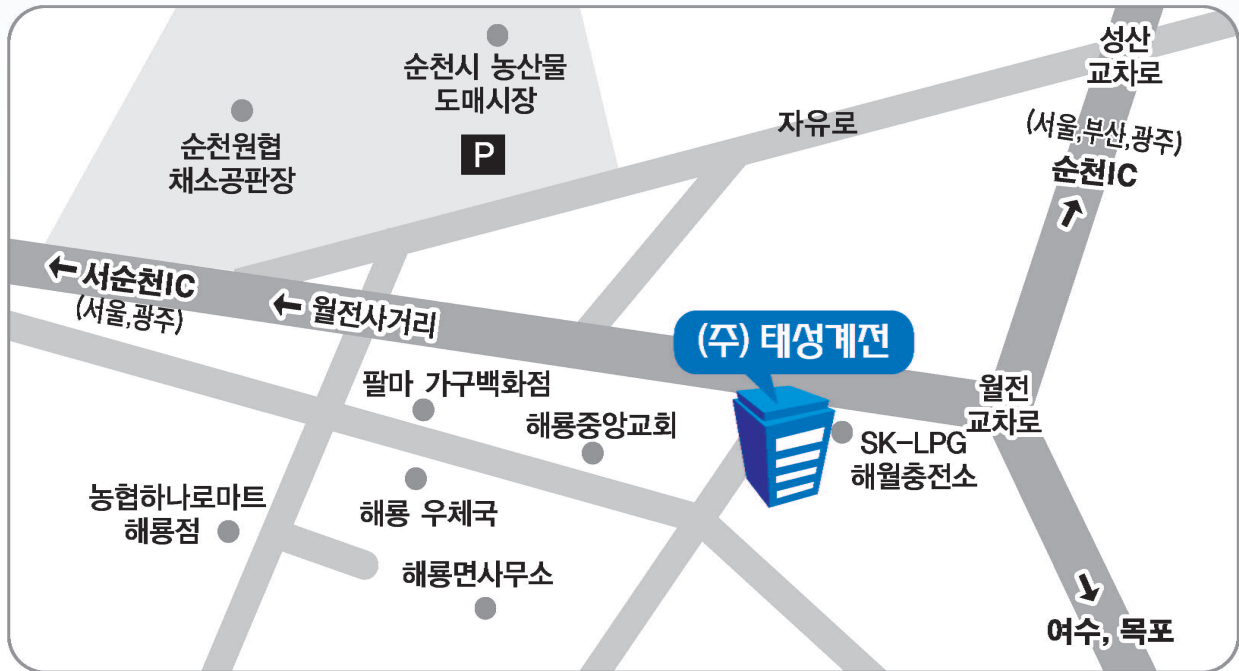 순천시 농산물
도매시장
P
순천원협
채소공판장
성산
교차로
자유로
(서울,부산,광주)
순천IC
서순천IC
(서울,광주)
월전사거리
(주) 태성계전
팔마 가구백화점
해룡중앙교회
월전
교차로
SK-LPG
해월충전소
농협하나로마트
해룡점
해룡 우체국
해룡면사무소
여수, 목포